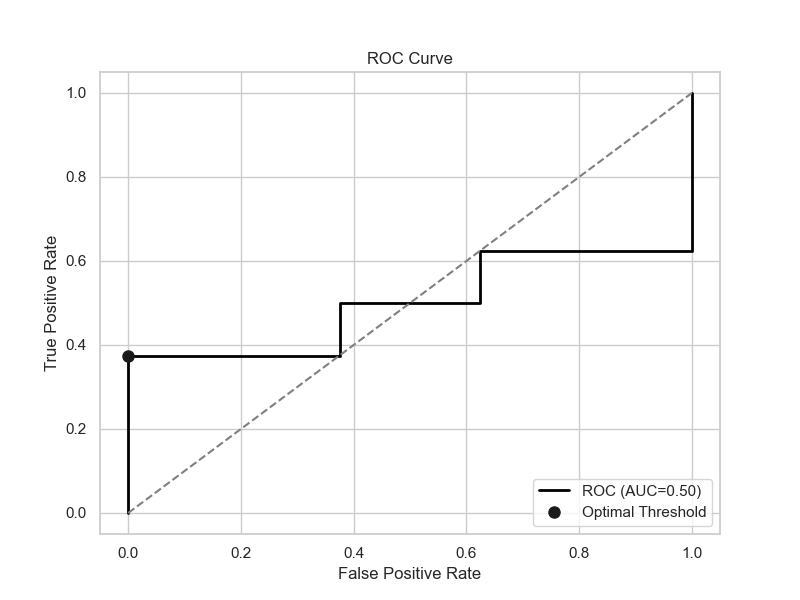 ROC Curve
1.0
0.8
0.6
0.4
0.2
0.0
True Positive Rate
0.0 0.2 0.4 0.6 0.8 1.0
False Positive Rate
ROC (AUC=0.50)
Optimal Threshold